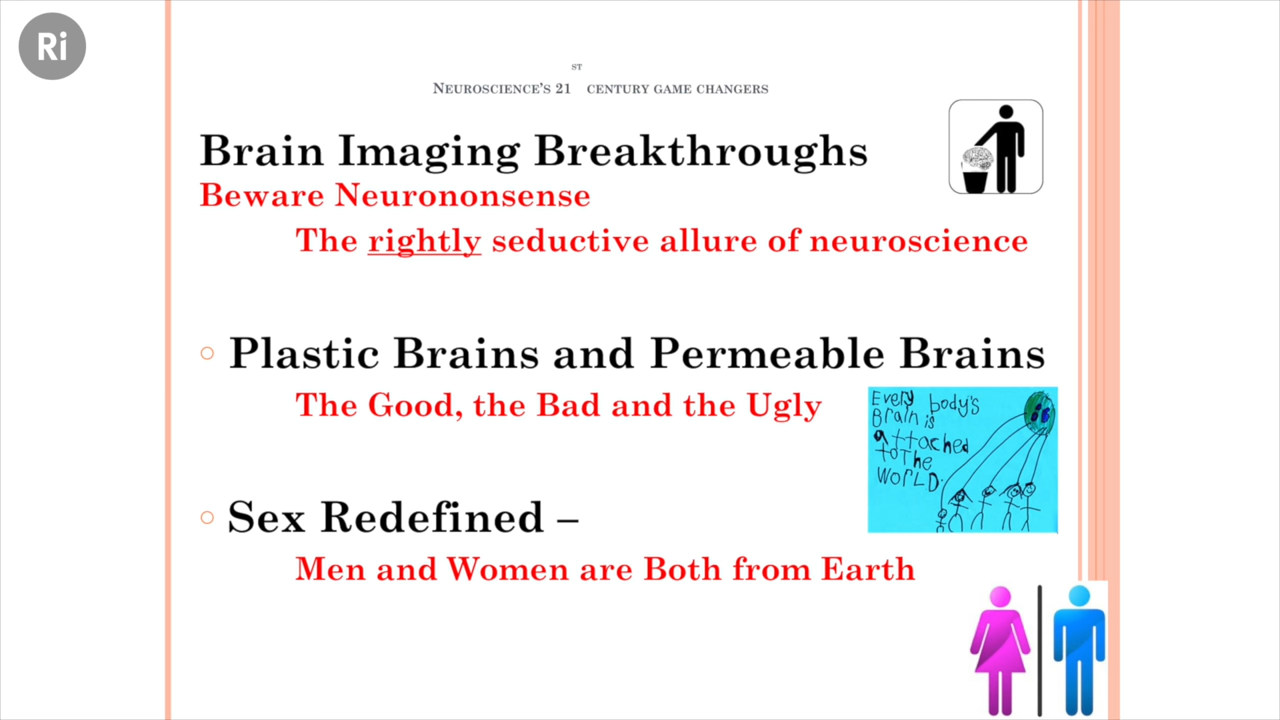 Ri
NEUROSCIENCE'S 21ST CENTURY GAME CHANGERS
Brain Imaging Breakthroughs
Beware Neurononsense
The rightly seductive allure of neuroscience
Plastic Brains and Permeable Brains
The Good, the Bad and the Ugly
Every body's
Brain is
attached
to The
WORLD.
Sex Redefined –
Men and Women are Both from Earth